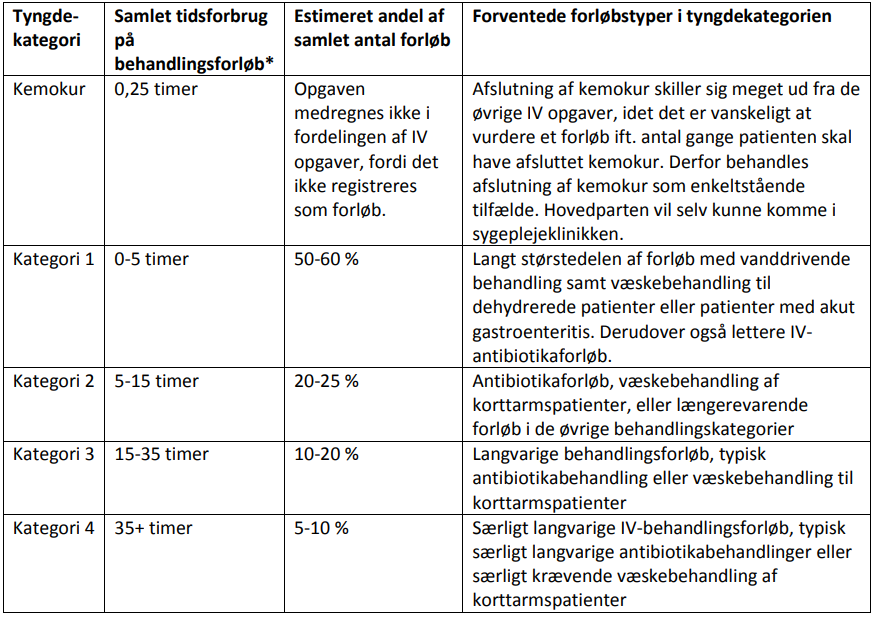 Tyngde-
kategori
Samlet tidsforbrug
på
behandlingsforløb*
Estimeret andel af
samlet antal forløb
Forventede forløbstyper i tyngdekategorien
Kemokur
0,25 timer
Opgaven
medregnes ikke i
fordelingen af IV
opgaver, fordi det
ikke registreres
som forløb.
Afslutning af kemokur skiller sig meget ud fra de
øvrige IV opgaver, idet det er vanskeligt at
vurdere et forløb ift. antal gange patienten skal
have afsluttet kemokur. Derfor behandles
afslutning af kemokur som enkeltstående
tilfælde. Hovedparten vil selv kunne komme i
sygeplejeklinikken.
Kategori 1
0-5 timer
50-60 %
Langt størstedelen af forløb med vanddrivende
behandling samt væskebehandling til
dehydrerede patienter eller patienter med akut
gastroenteritis. Derudover også lettere IV-
antibiotikaforløb.
Kategori 2
5-15 timer
20-25 %
Antibiotikaforløb, væskebehandling af
korttarmspatienter, eller længerevarende
forløb i de øvrige behandlingskategorier
Kategori 3
15-35 timer
10-20 %
Langvarige behandlingsforløb, typisk
antibiotikabehandling eller væskebehandling til
korttarmspatienter
Kategori 4
35+ timer
5-10 %
Særligt langvarige IV-behandlingsforløb, typisk
særligt langvarige antibiotikabehandlinger eller
særligt krævende væskebehandling af
korttarmspatienter